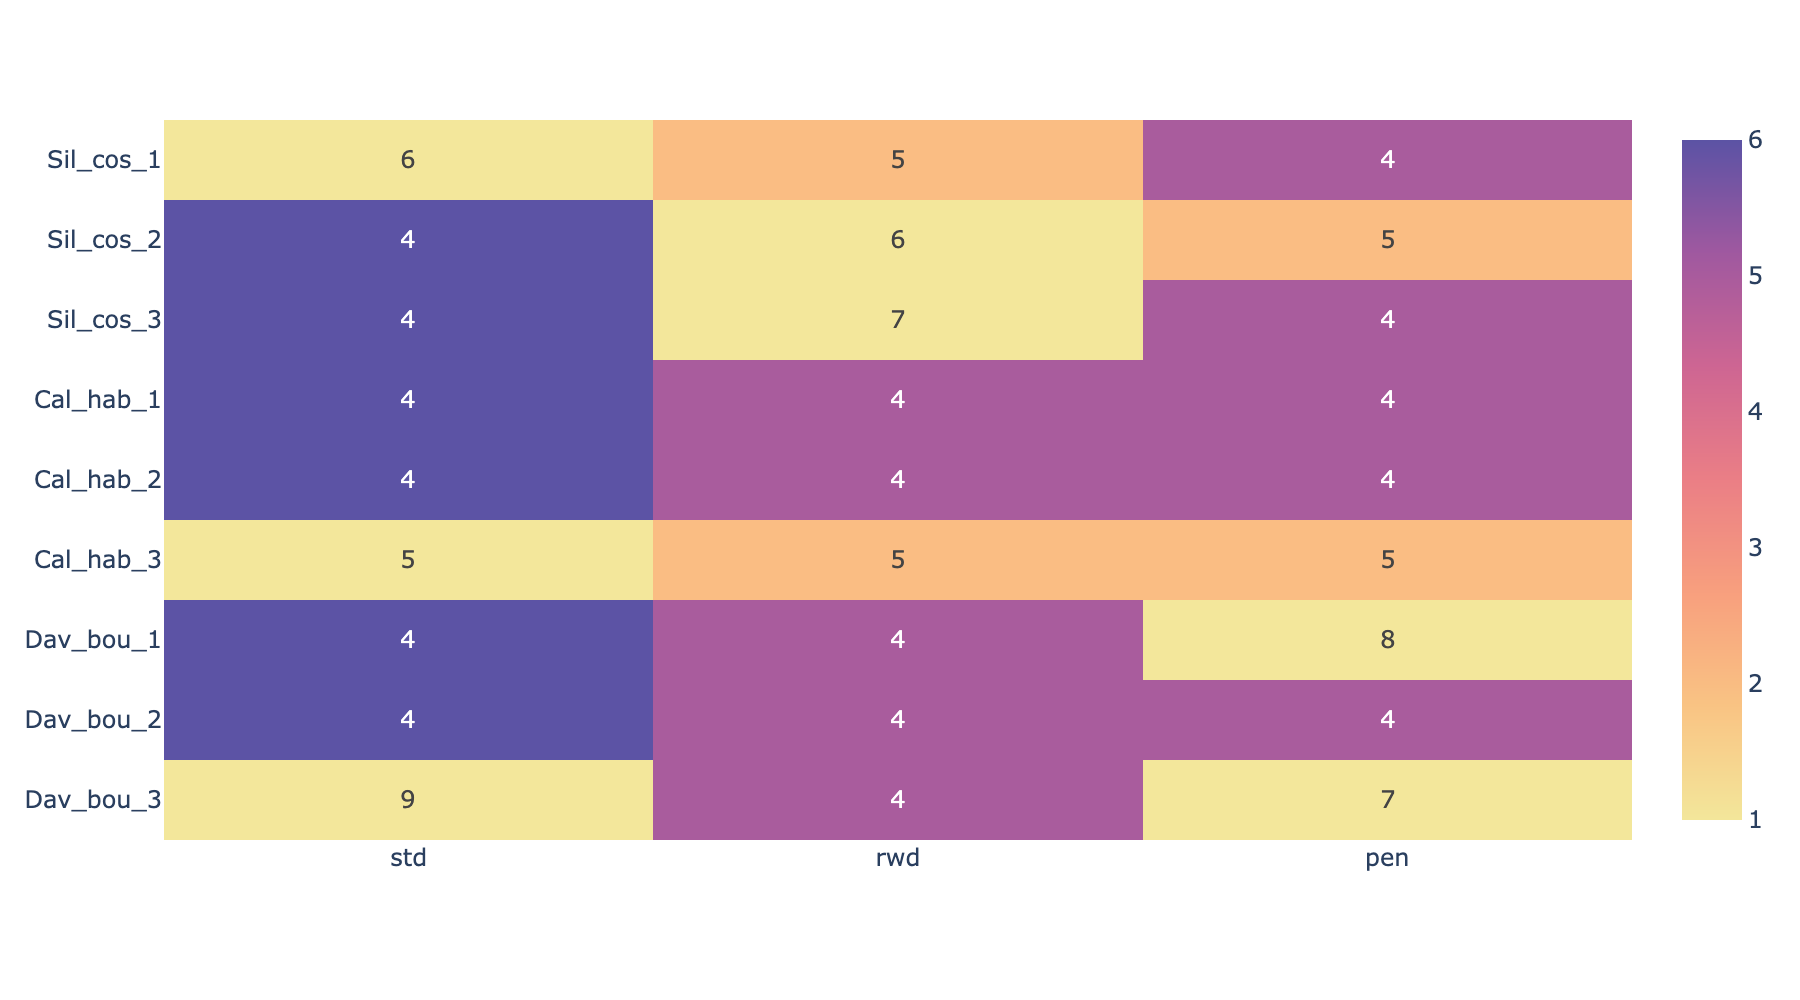 Sil_cos_1 6 5 4
Sil_cos_2 4 6 5
Sil_cos_3 4 7 4
Cal_hab_1 4 4 4
Cal_hab_2 4 4 4
Cal_hab_3 5 5 5
Dav_bou_1 4 4 8
Dav_bou_2 4 4 4
Dav_bou_3 9 4 7
std rwd pen
6
5
4
3
2
1